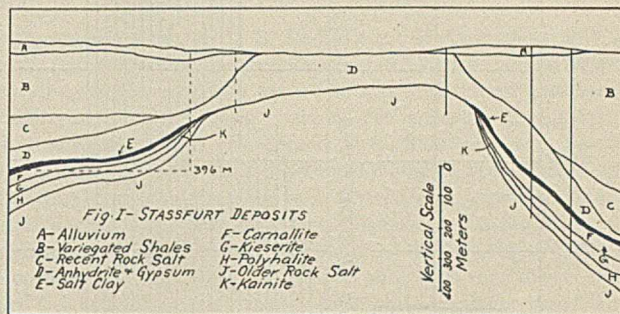 A
A
B
D
B
J
J
C
E
K
E
K
D
F
J
396 M
G
H
J
J
D
C
F
G
H
J
Vertical Scale
Meters
0
100
200
300
400
Fig. I - STASSFURT DEPOSITS
A - Alluvium
B - Variegated Shales
C - Recent Rock Salt
D - Anhydrite + Gypsum
E - Salt Clay
F - Carnallite
G - Kieserite
H - Polyhalite
J - Older Rock Salt
K - Kainite